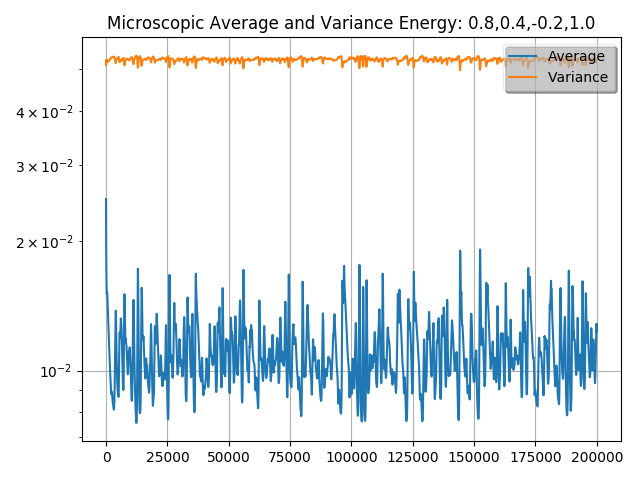 Microscopic Average and Variance Energy: 0.8,0.4,-0.2,1.0
Average
Variance
4 × 10⁻²
3 × 10⁻²
2 × 10⁻²
10⁻²
0 25000 50000 75000 100000 125000 150000 175000 200000